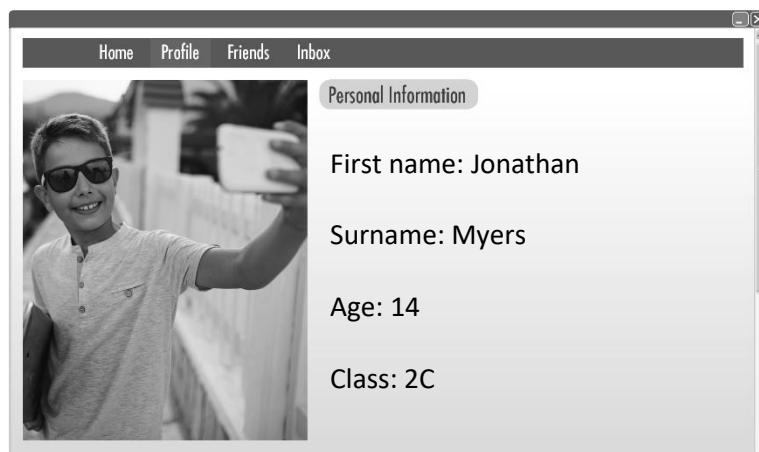 Home Profile Friends Inbox
Personal Information
First name: Jonathan
Surname: Myers
Age: 14
Class: 2C